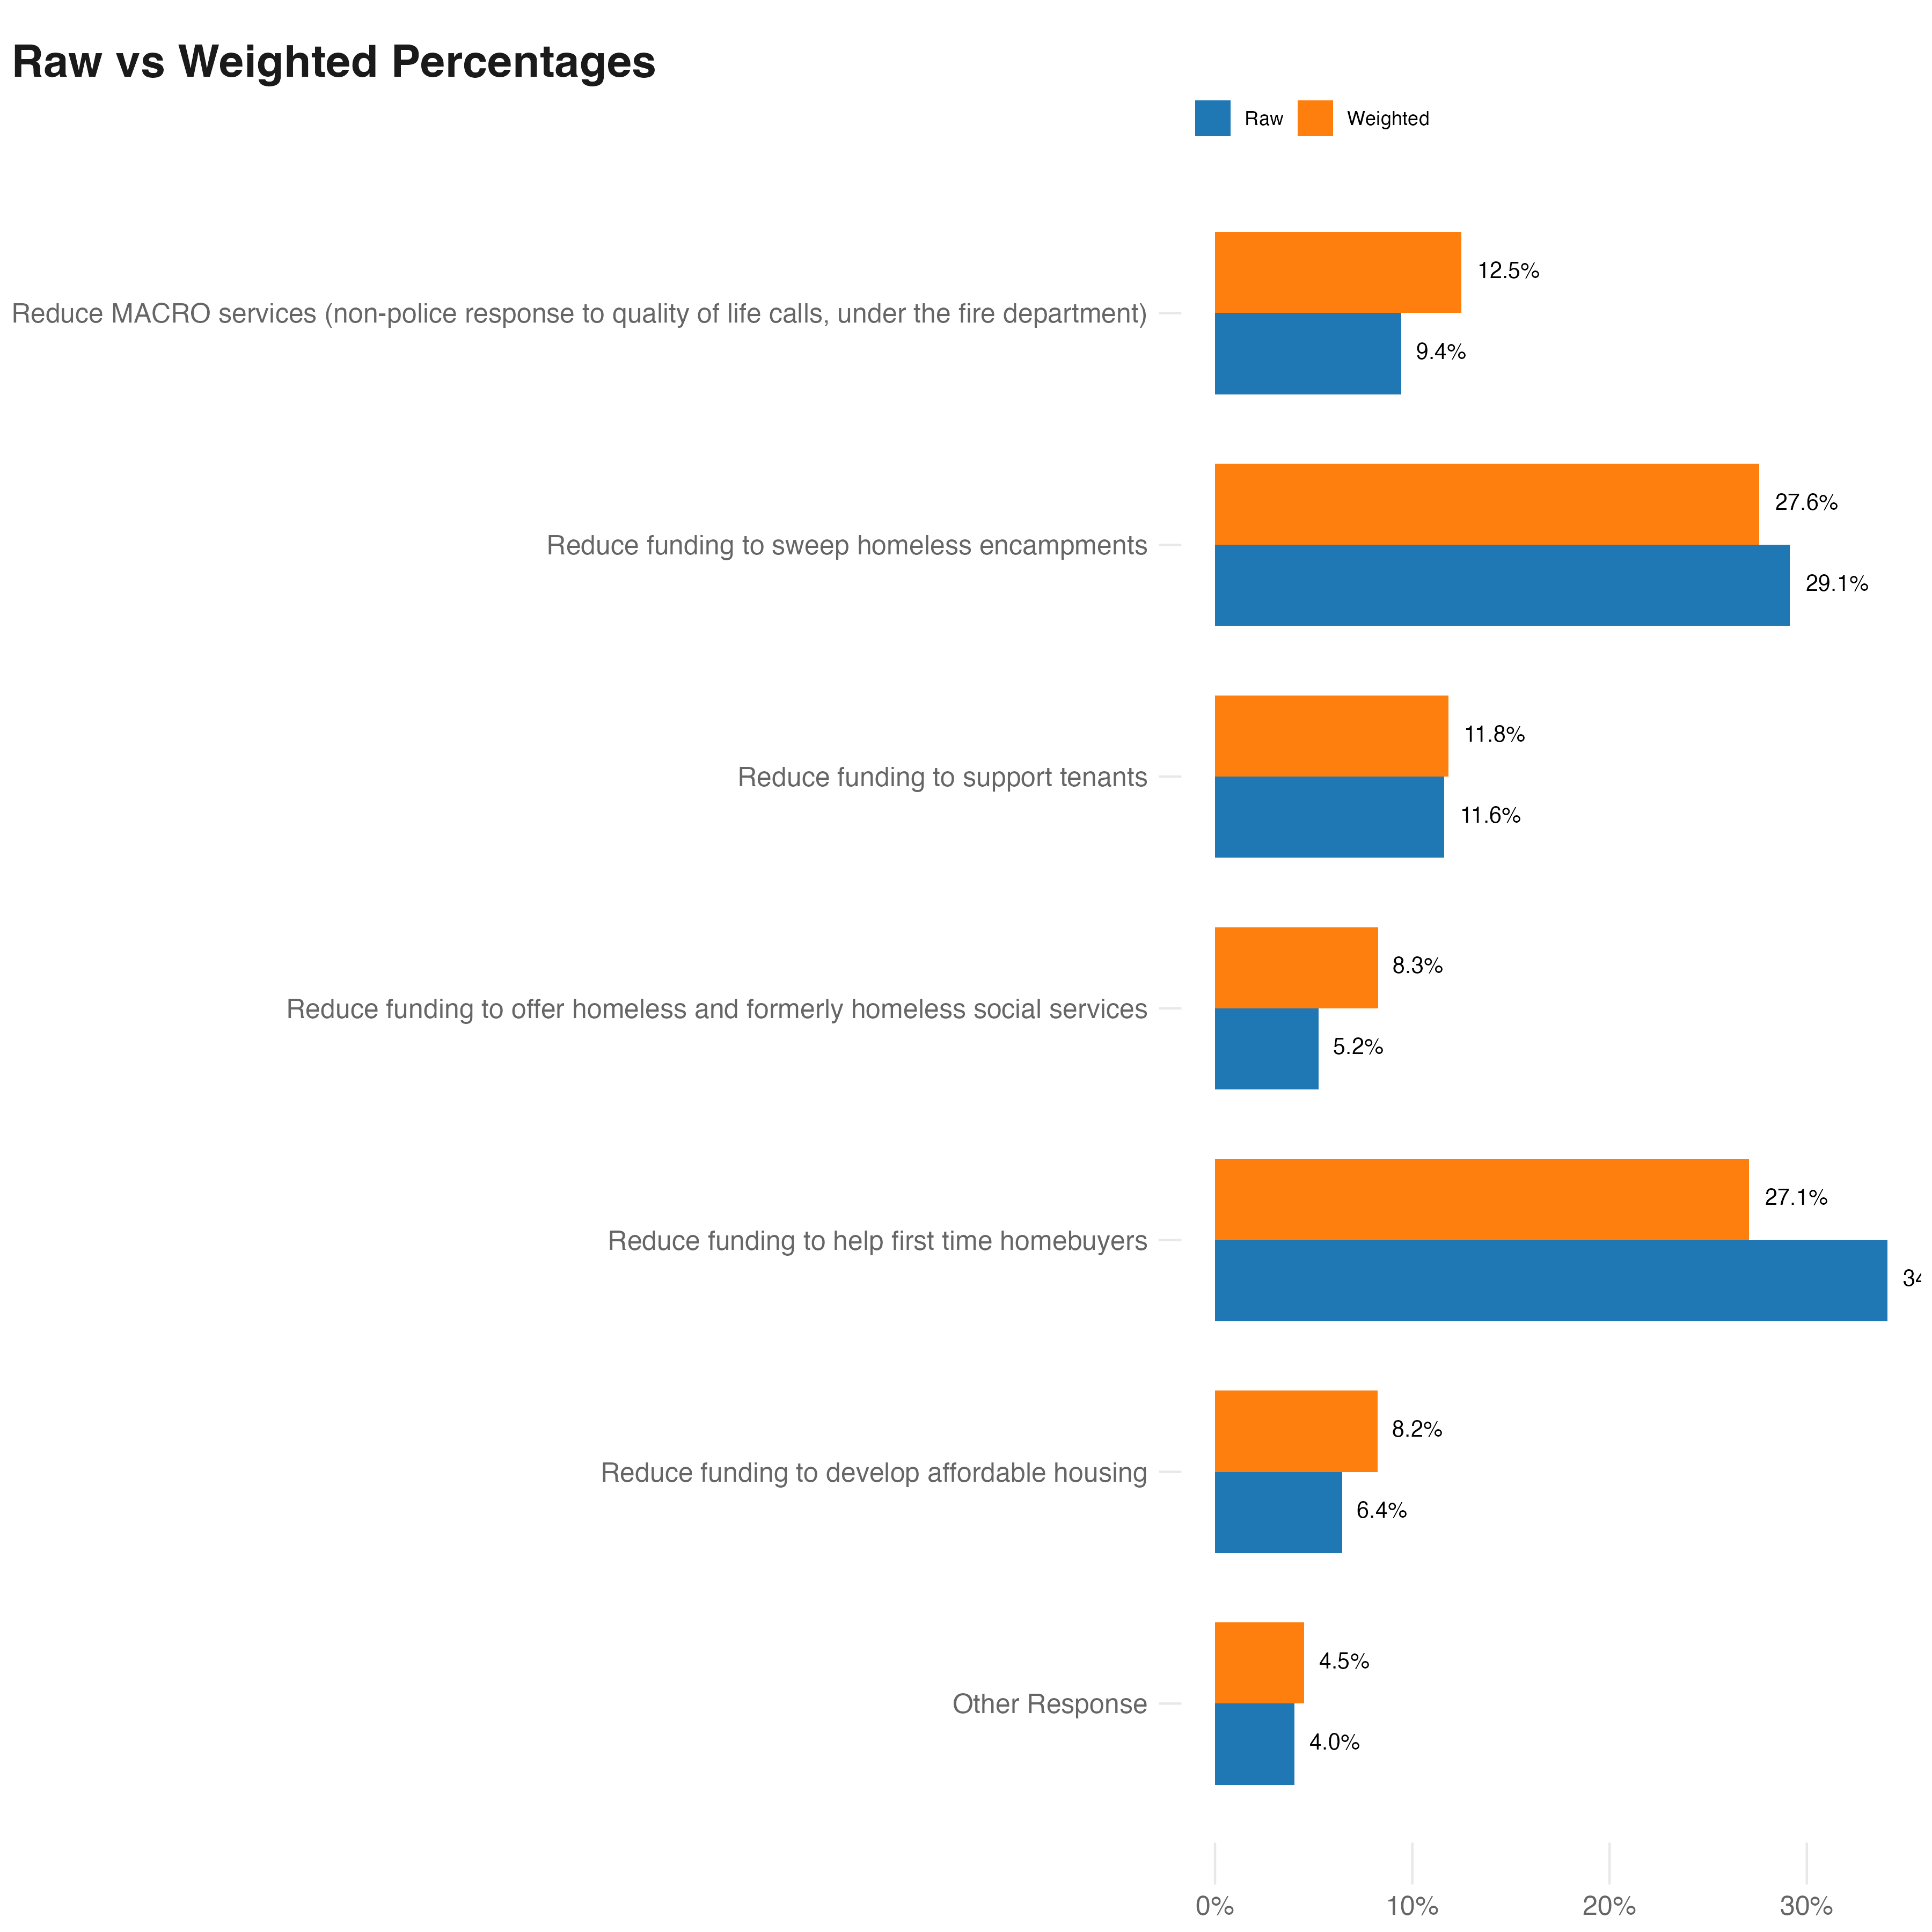 Raw vs Weighted Percentages
Raw Weighted
12.5%
Reduce MACRO services (non-police response to quality of life calls, under the fire department)
9.4%
27.6%
Reduce funding to sweep homeless encampments
29.1%
11.8%
Reduce funding to support tenants
11.6%
8.3%
Reduce funding to offer homeless and formerly homeless social services
5.2%
27.1%
Reduce funding to help first time homebuyers
8.2%
Reduce funding to develop affordable housing
6.4%
4.5%
Other Response
4.0%
0% 10% 20% 30%